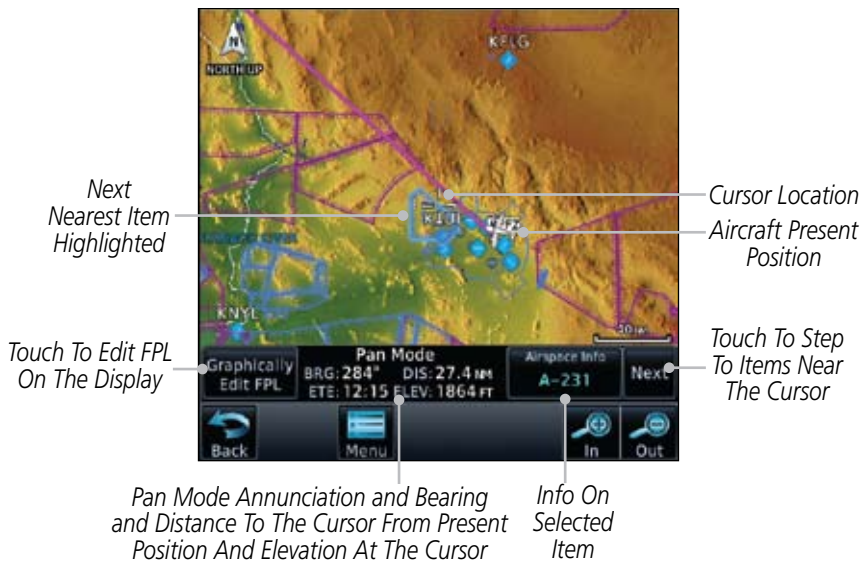 N
NORTH UP
KFLG
Next
Nearest Item
Highlighted
Cursor Location
Aircraft Present
Position
KNYL
Touch To Edit FPL
On The Display
Graphically
Edit FPL
Pan Mode
BRG: 284° DIS: 27.4 NM
ETE: 12:15 ELEV: 1864 FT
Airspace Info
A-231
Next
Touch To Step
To Items Near
The Cursor
Back
Menu
In
Out
Pan Mode Annunciation and Bearing
and Distance To The Cursor From Present
Position And Elevation At The Cursor
Info On
Selected
Item